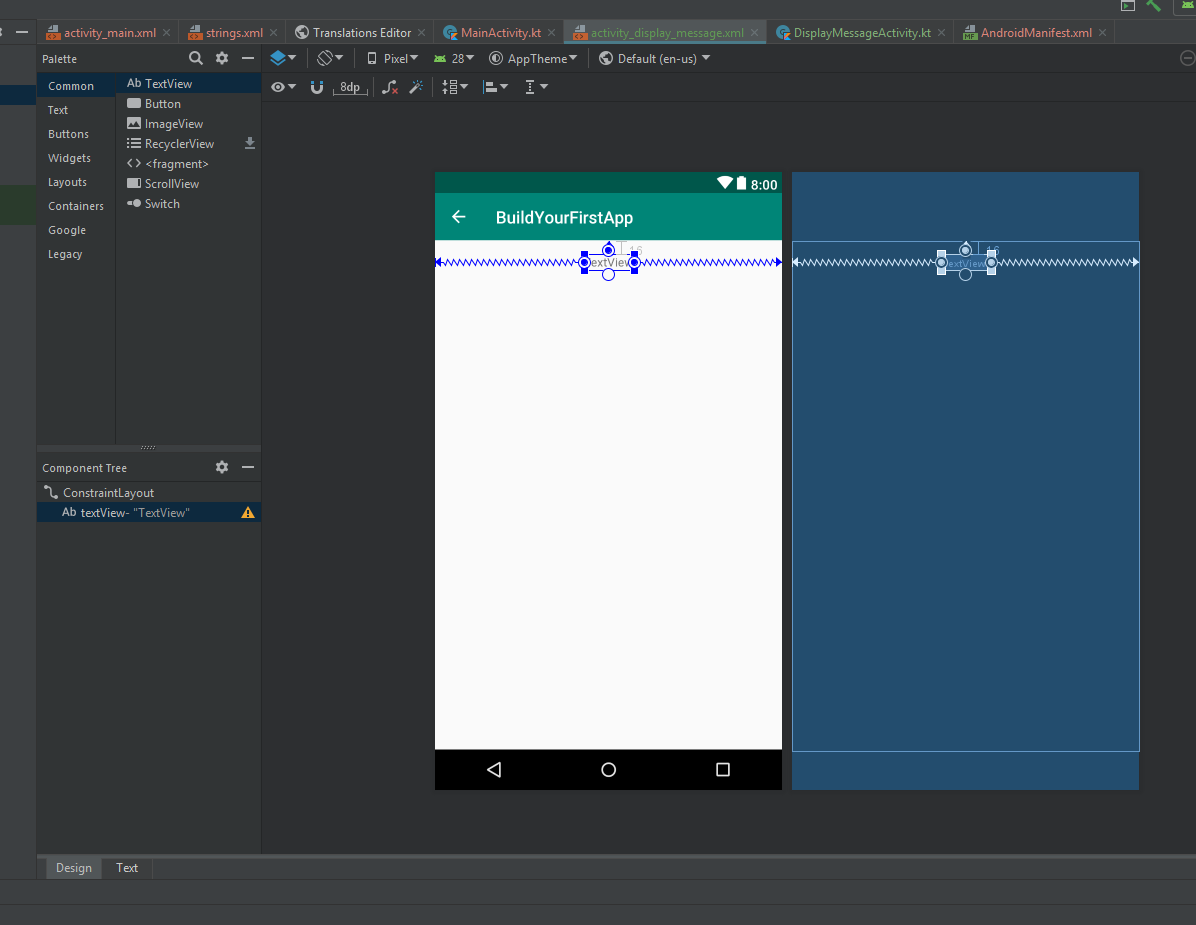 activity_main.xml
strings.xml
Translations Editor
MainActivity.kt
activity_display_message.xml
DisplayMessageActivity.kt
AndroidManifest.xml
Palette
Pixel
28
AppTheme
Default (en-us)
8dp
Common
Text
Buttons
Widgets
Layouts
Containers
Google
Legacy
Ab TextView
Button
ImageView
RecyclerView
<fragment>
ScrollView
Switch
8:00
BuildYourFirstApp
16
TextView
16
TextView
Component Tree
ConstraintLayout
Ab textView- "TextView"
Design
Text